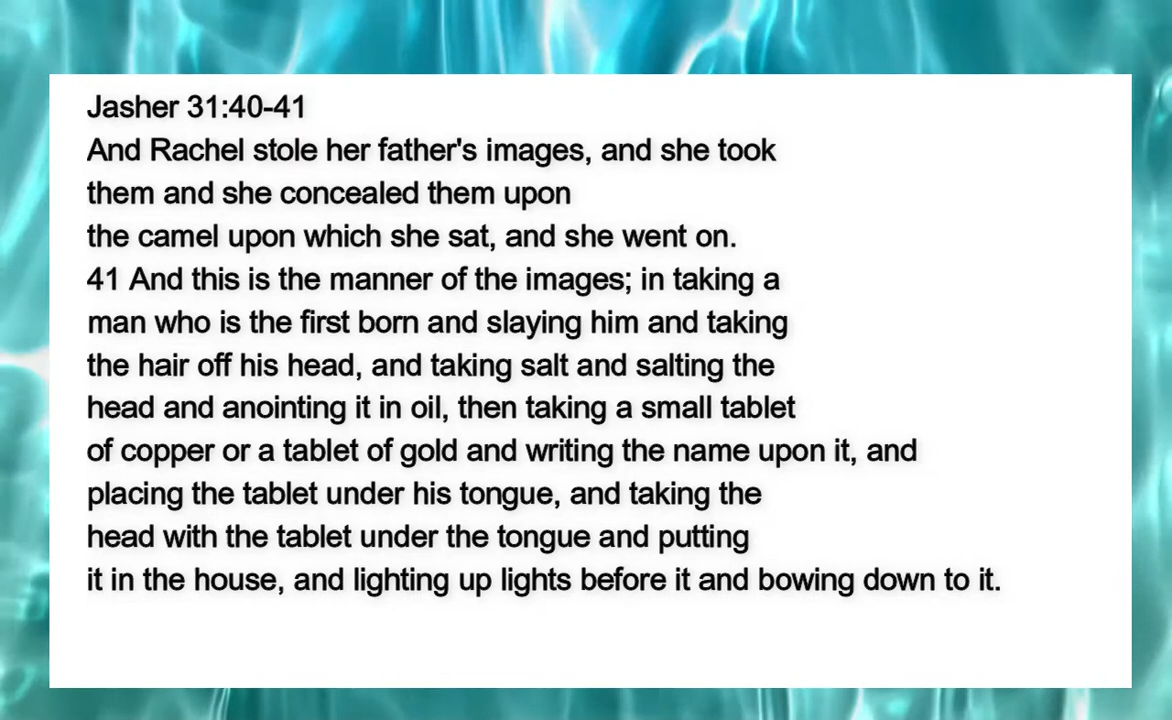 Jasher 31:40-41
And Rachel stole her father's images, and she took
them and she concealed them upon
the camel upon which she sat, and she went on.
41 And this is the manner of the images; in taking a
man who is the first born and slaying him and taking
the hair off his head, and taking salt and salting the
head and anointing it in oil, then taking a small tablet
of copper or a tablet of gold and writing the name upon it, and
placing the tablet under his tongue, and taking the
head with the tablet under the tongue and putting
it in the house, and lighting up lights before it and bowing down to it.